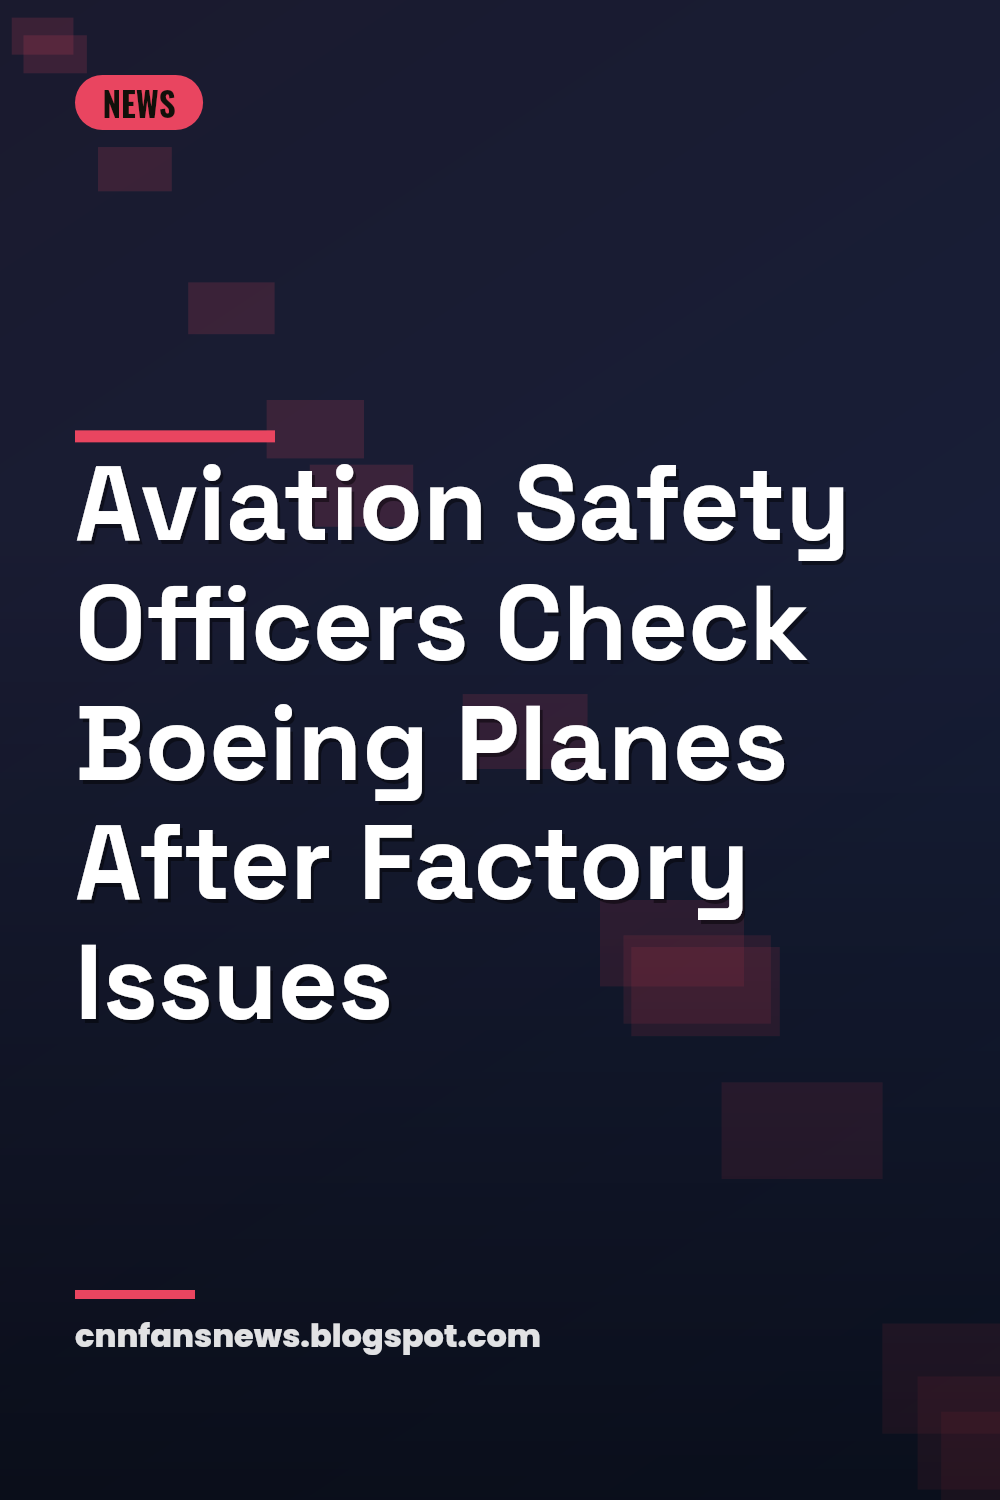 NEWS
Aviation Safety
Officers Check
Boeing Planes
After Factory
Issues
cnnfansnews.blogspot.com